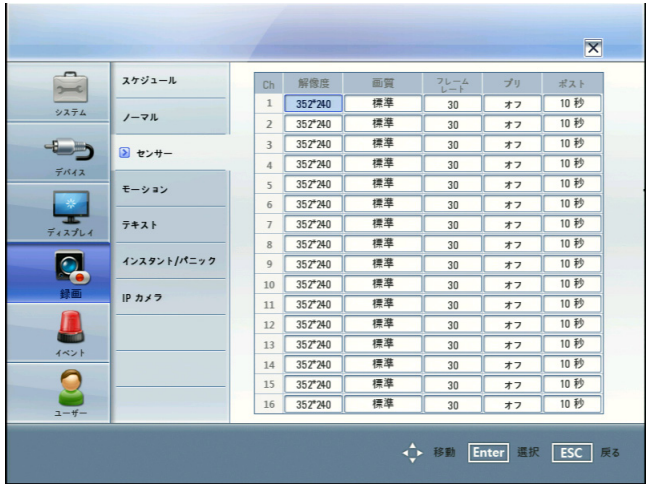 システム
デバイス
ディスプレイ
録画
イベント
ユーザー
スケジュール
ノーマル
センサー
モーション
テキスト
インスタント/パニック
IP カメラ
Ch 解像度 画質 フレームレート プリ ポスト
1 352*240 標準 30 オフ 10 秒
2 352*240 標準 30 オフ 10 秒
3 352*240 標準 30 オフ 10 秒
4 352*240 標準 30 オフ 10 秒
5 352*240 標準 30 オフ 10 秒
6 352*240 標準 30 オフ 10 秒
7 352*240 標準 30 オフ 10 秒
8 352*240 標準 30 オフ 10 秒
9 352*240 標準 30 オフ 10 秒
10 352*240 標準 30 オフ 10 秒
11 352*240 標準 30 オフ 10 秒
12 352*240 標準 30 オフ 10 秒
13 352*240 標準 30 オフ 10 秒
14 352*240 標準 30 オフ 10 秒
15 352*240 標準 30 オフ 10 秒
16 352*240 標準 30 オフ 10 秒
移動 Enter 選択 ESC 戻る